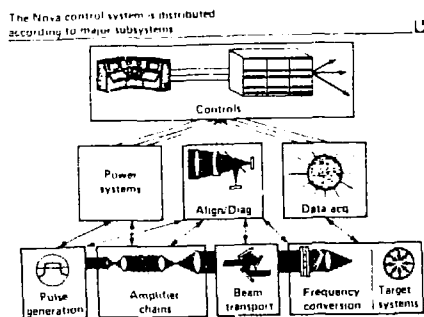 The Nova control system is distributed
according to major subsystems
Controls
Power
systems
Align/Diag
Data acq
Pulse
generation
Amplifier
chains
Beam
transport
Frequency
conversion
Target
systems